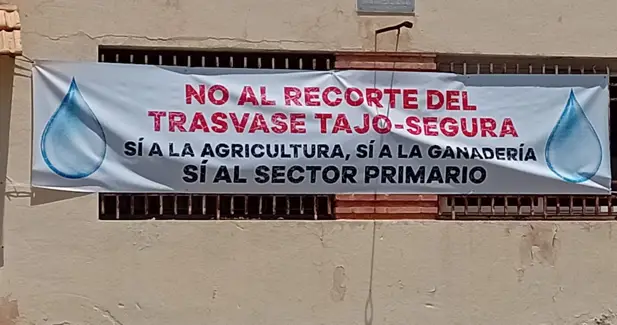 NO AL RECORTE DEL
TRASVASE TAJO-SEGURA
SÍ A LA AGRICULTURA, SÍ A LA GANADERÍA
SÍ AL SECTOR PRIMARIO